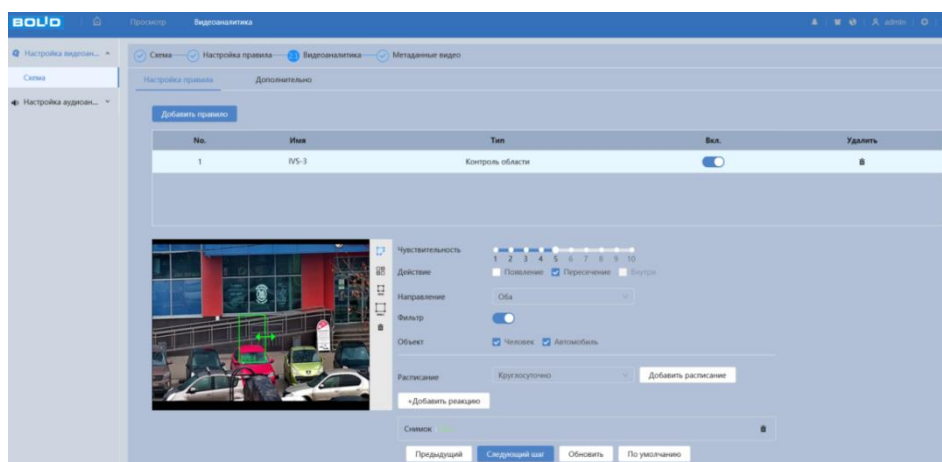 BOLID Просмотр Видеоаналитика admin
Настройка видеоан... Схема Настройка правила Видеоаналитика Метаданные видео
Схема Настройка правила Дополнительно
Настройка аудиоан...
Добавить правило
No. Имя Тип Вкл. Удалить
1 IVS-3 Контроль области
Чувствительность
1 2 3 4 5 6 7 8 9 10
Действие Появление Пересечение Внутри
Направление Оба
Фильтр
Объект Человек Автомобиль
Расписание Круглосуточно Добавить расписание
+Добавить реакцию
Снимок
Предыдущий Следующий шаг Обновить По умолчанию